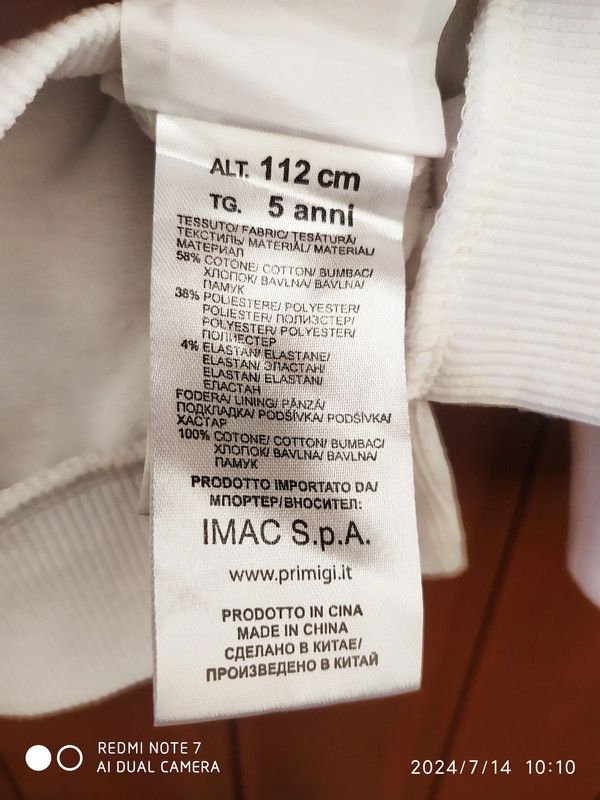 ALT. 112 cm
TG. 5 anni
TESSUTO/ FABRIC/ TESĂTURĂ/
ТЕКСТИЛЬ/ MATERIÁL/ MATERIÁL/
МАТЕРИАЛ
58% COTONE/ COTTON/ BUMBAC/
ХЛОПОК/ BAVLNA/ BAVLNA/
ПАМУК
38% POLIESTERE/ POLYESTER/
POLIESTER/ ПОЛИЭСТЕР/
POLYESTER/ POLYESTER/
ПОЛИЕСТЕР
4% ELASTAN/ ELASTANE/
ELASTAN/ ЭЛАСТАН/
ELASTAN/ ELASTAN/
ЕЛАСТАН
FODERA/ LINING/ PÂNZĂ/
ПОДКЛАДКА/ PODŠÍVKA/ PODŠÍVKA/
ХАСТАР
100% COTONE/ COTTON/ BUMBAC/
ХЛОПОК/ BAVLNA/ BAVLNA/
ПАМУК
PRODOTTO IMPORTATO DA/
МПОРТЕР/ВНОСИТЕЛ:
IMAC S.p.A.
www.primigi.it
PRODOTTO IN CINA
MADE IN CHINA
СДЕЛАНО В КИТАЕ/
ПРОИЗВЕДЕНО В КИТАЙ
REDMI NOTE 7
AI DUAL CAMERA
2024/7/14 10:10